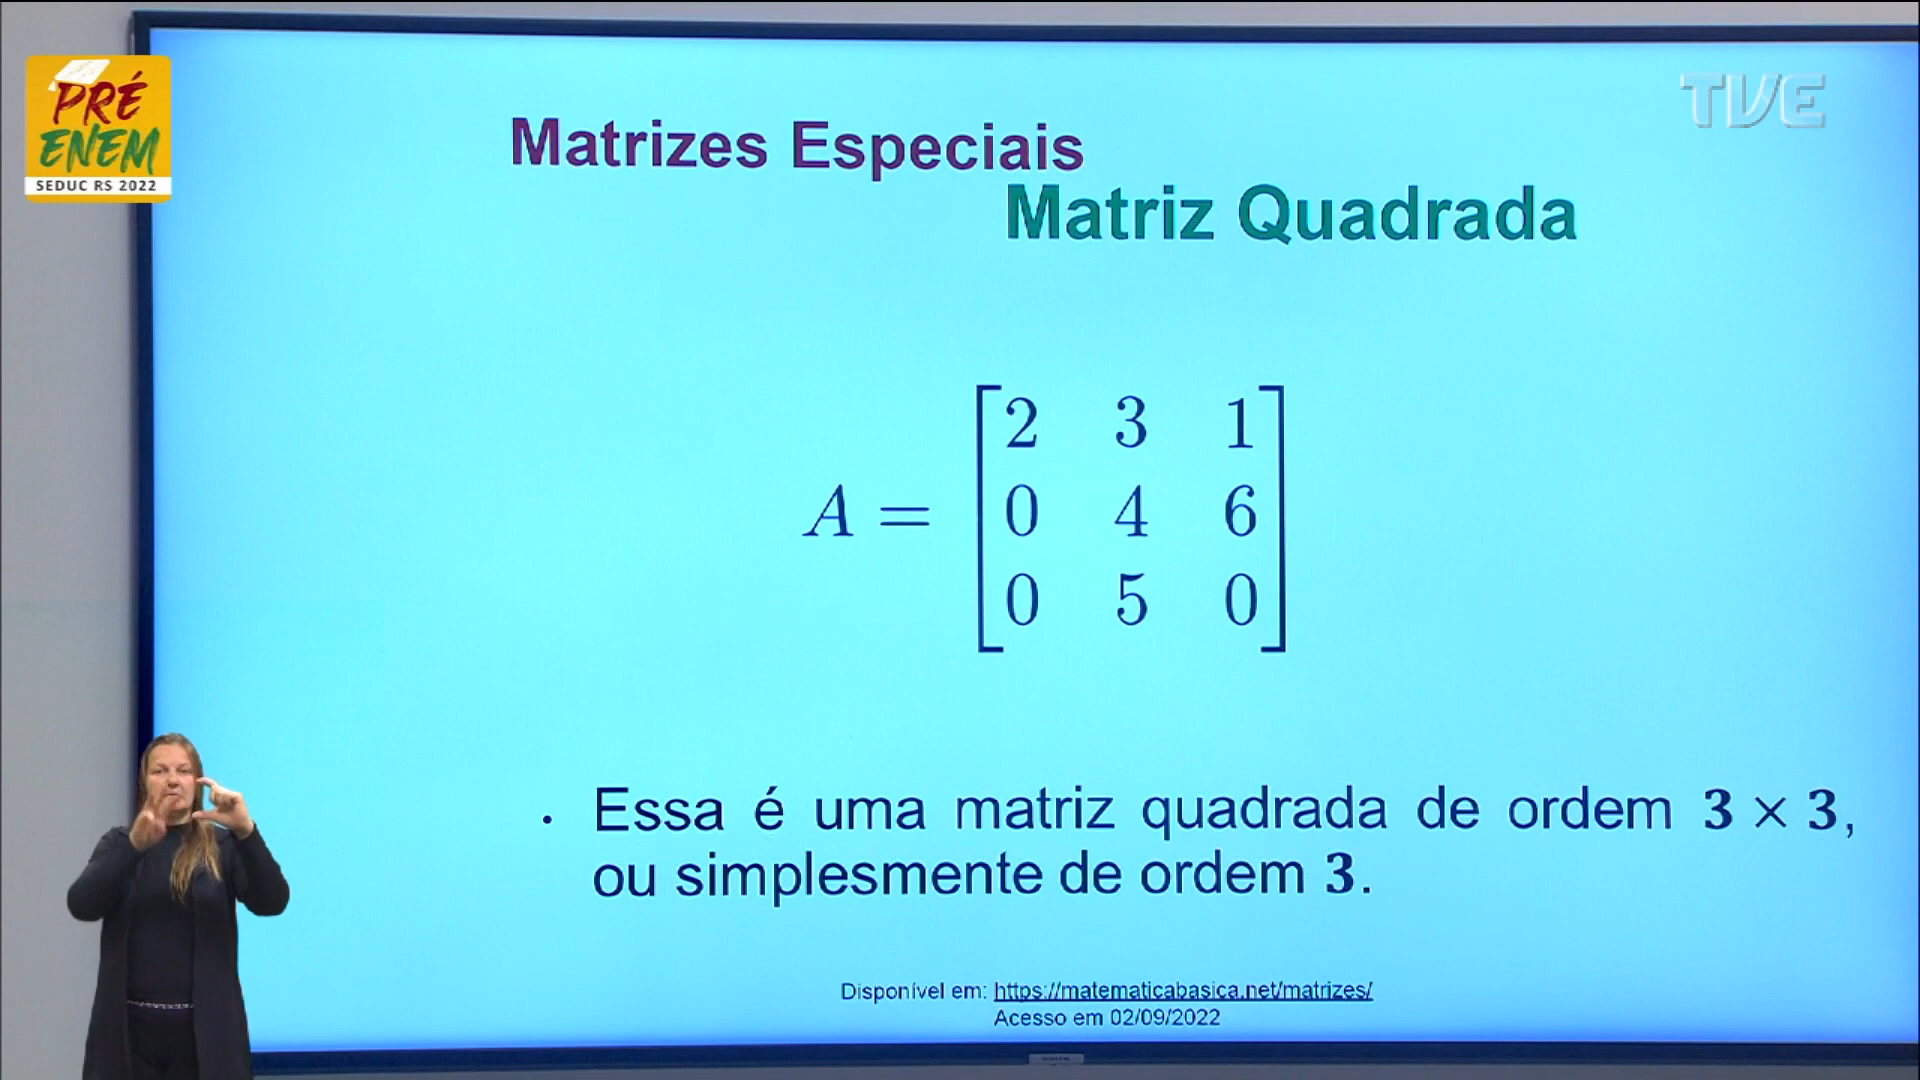 PRÉ
ENEM
SEDUC RS 2022
TVE
Matrizes Especiais
Matriz Quadrada
A = [2 3 1
0 4 6
0 5 0]
• Essa é uma matriz quadrada de ordem 3 × 3,
ou simplesmente de ordem 3.
Disponível em: https://matematicabasica.net/matrizes/
Acesso em 02/09/2022